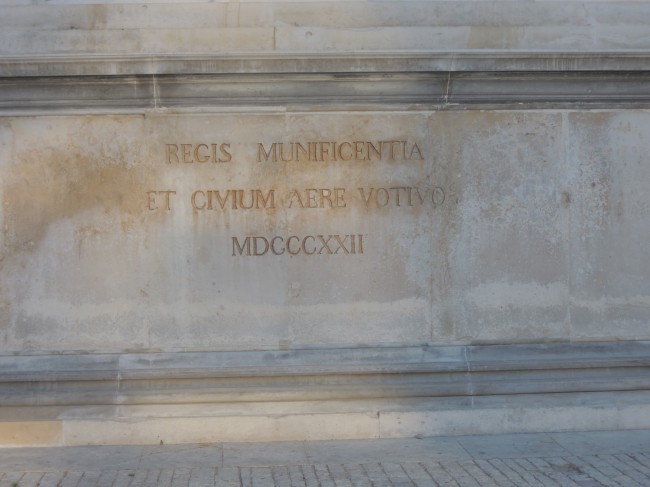 REGIS MUNIFICENTIA
ET CIVIUM AERE VOTIVO
MDCCCXXII